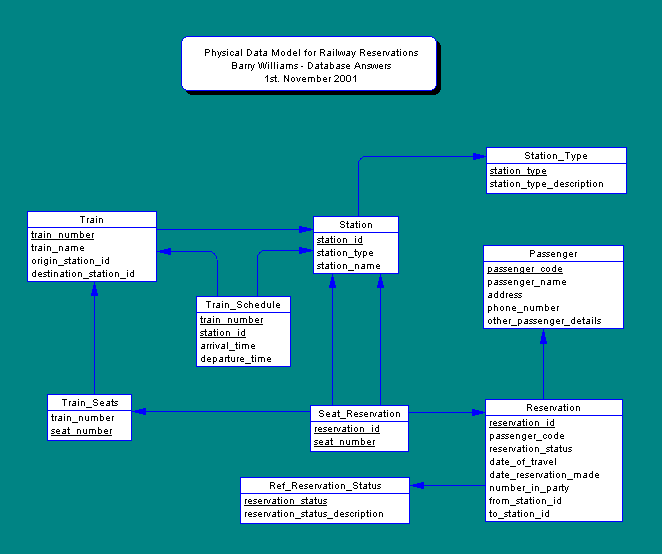 Physical Data Model for Railway Reservations
Barry Williams - Database Answers
1st. November 2001
Station_Type
station_type
station_type_description
Train
train_number
train_name
origin_station_id
destination_station_id
Station
station_id
station_type
station_name
Passenger
passenger_code
passenger_name
address
phone_number
other_passenger_details
Train_Schedule
train_number
station_id
arrival_time
departure_time
Train_Seats
train_number
seat_number
Seat_Reservation
reservation_id
seat_number
Reservation
reservation_id
passenger_code
reservation_status
date_of_travel
date_reservation_made
number_in_party
from_station_id
to_station_id
Ref_Reservation_Status
reservation_status
reservation_status_description